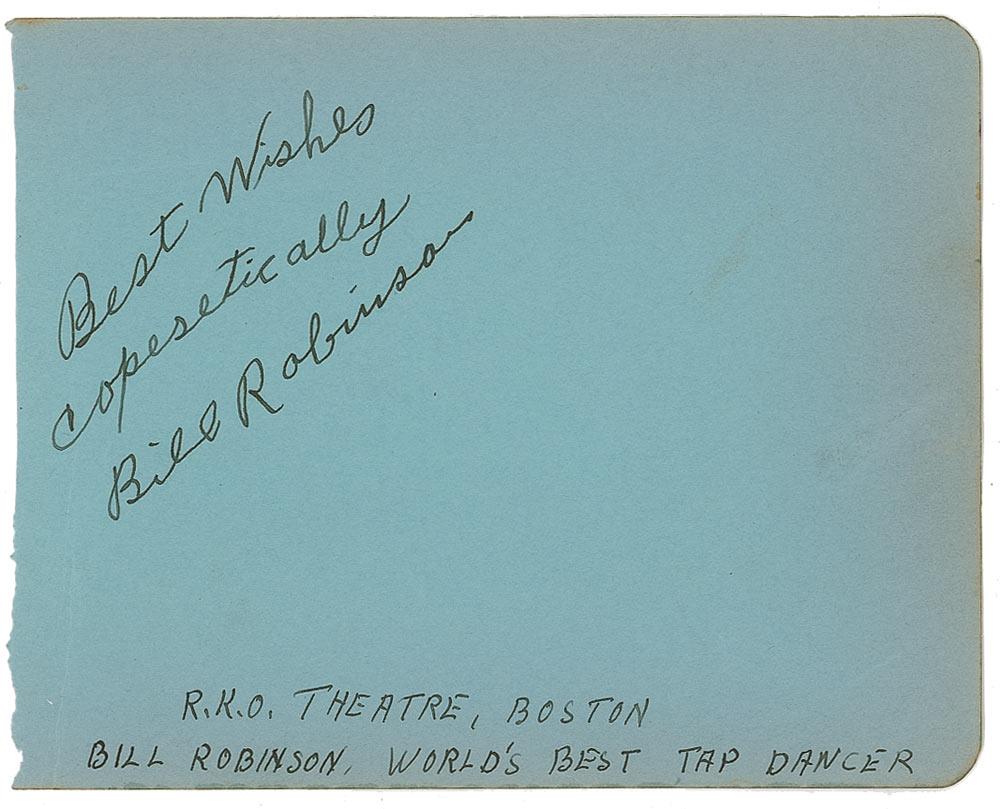 Best Wishes
copesetically
Bill Robinson
R.K.O. THEATRE, BOSTON
BILL ROBINSON, WORLD'S BEST TAP DANCER